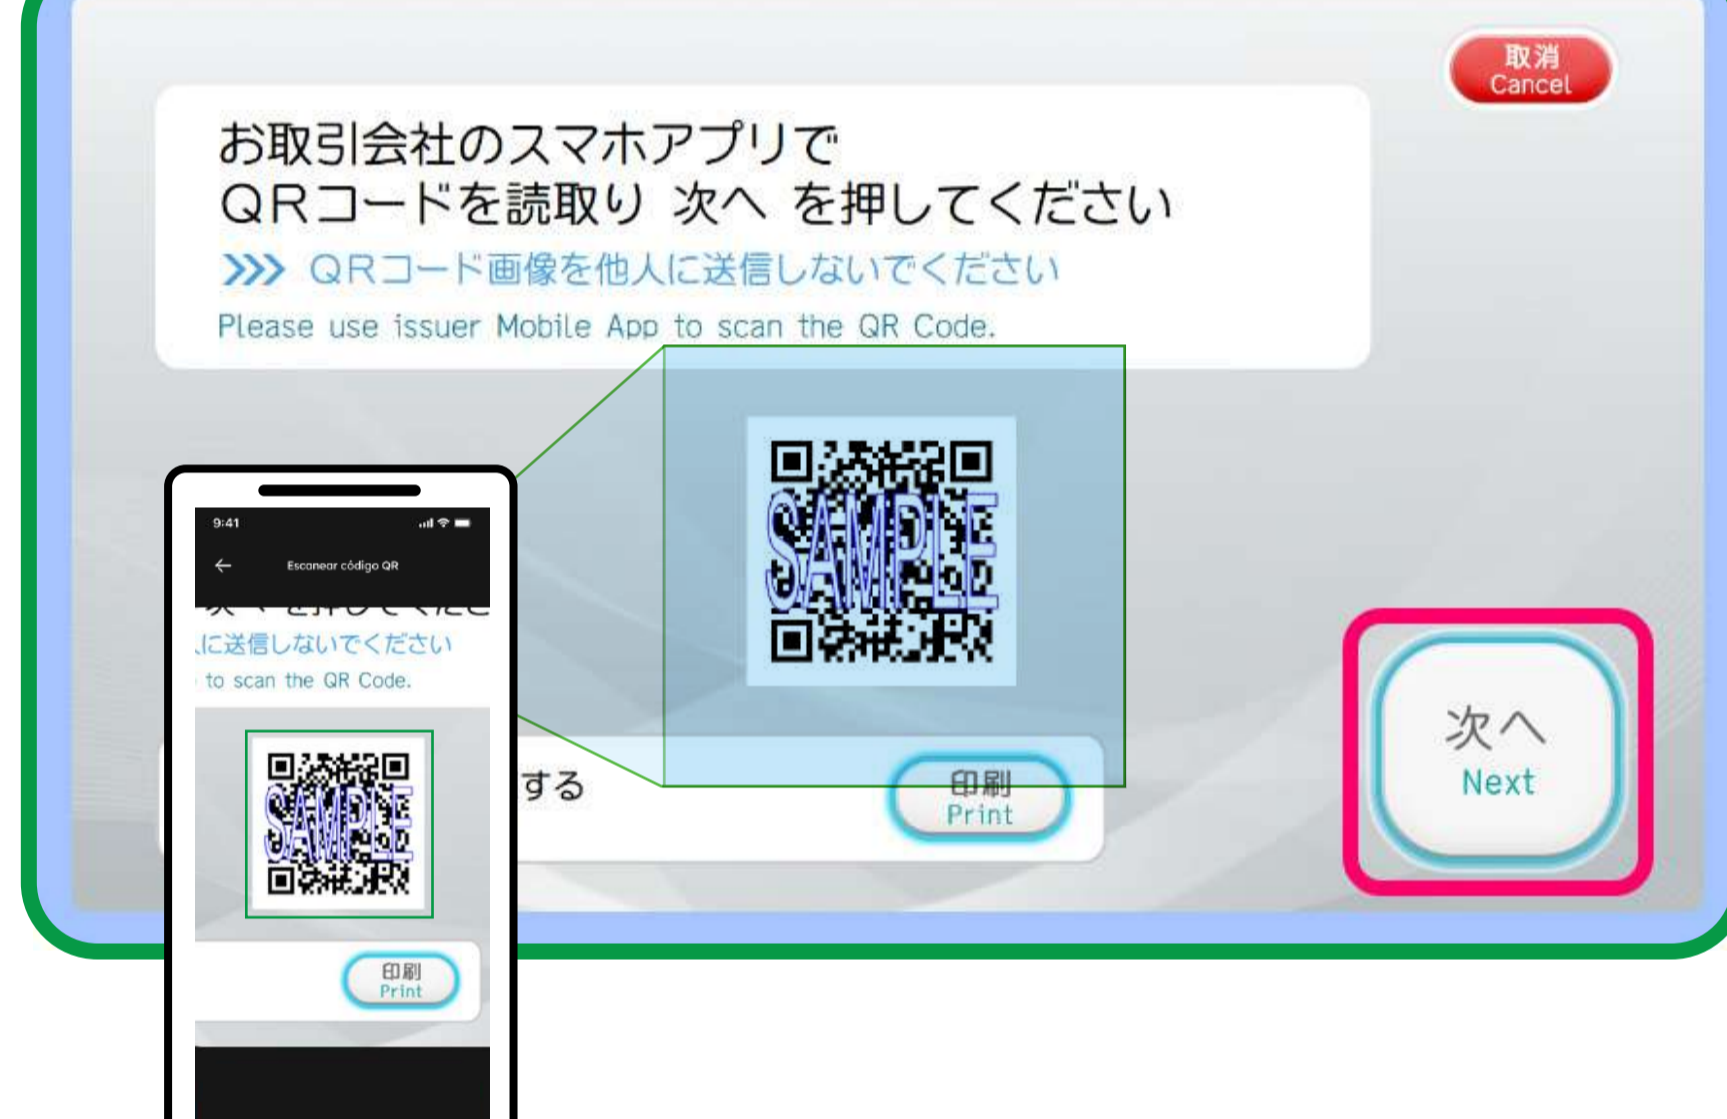 取消
Cancel
お取引会社のスマホアプリで
QRコードを読取り 次へ を押してください
>>> QRコード画像を他人に送信しないでください
Please use issuer Mobile App to scan the QR Code.
SAMPLE
する
印刷
Print
次へ
Next
9:41
Escanear código QR
に送信しないでください
to scan the QR Code.
SAMPLE
印刷
Print